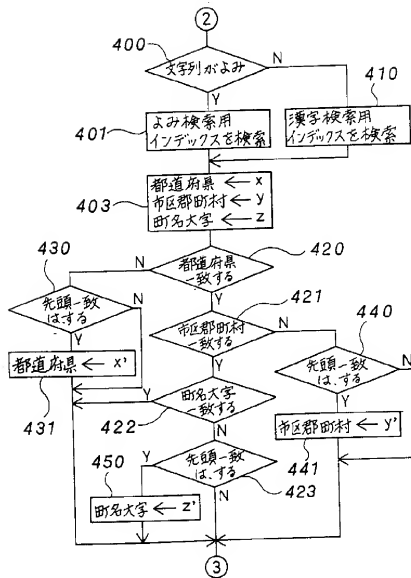 2
400
文字列がよみ
N
Y
410
401
よみ検索用
インデックスを検索
漢字検索用
インデックスを検索
403
都道府県 ← x
市区郡町村 ← y
町名大字 ← z
430
N
420
都道府県
一致する
Y
421
先頭一致
は、する
N
Y
市区郡町村
一致する
N
440
Y
都道府県 ← x'
431
先頭一致
は、する
N
Y
Y
町名大字
一致する
422
N
市区郡町村 ← y'
441
450
Y
先頭一致
は、する
423
N
町名大字 ← z'
3